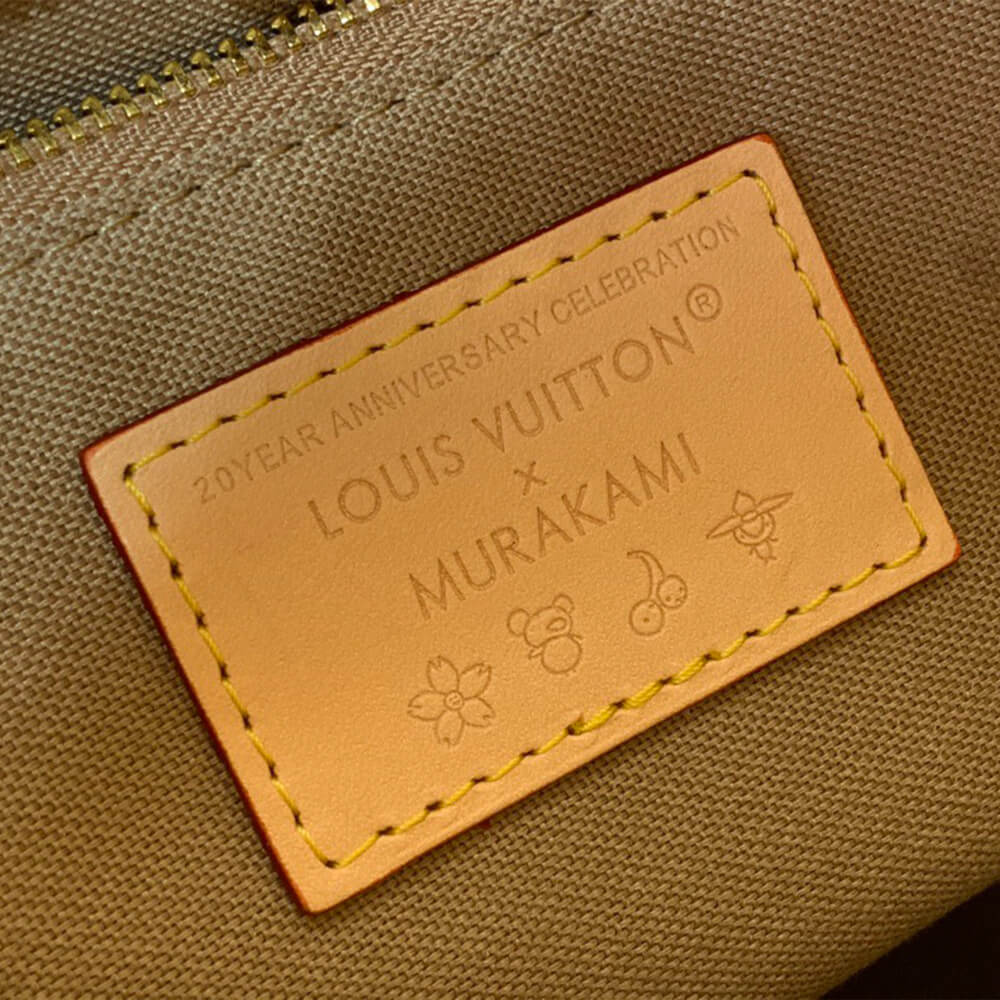 20YEAR ANNIVERSARY CELEBRATION
LOUIS VUITTON®
×
MURAKAMI